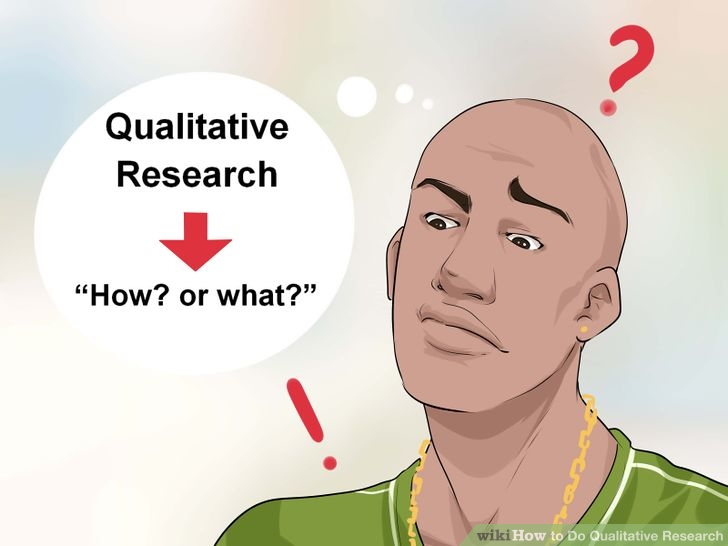 Qualitative
Research
“How? or what?”
?
!
wikiHow to Do Qualitative Research